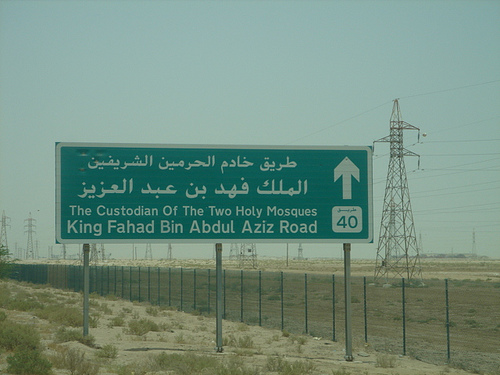 طريق خادم الحرمين الشريفين
الملك فهد بن عبد العزيز
The Custodian Of The Two Holy Mosques
King Fahad Bin Abdul Aziz Road
طريق
40